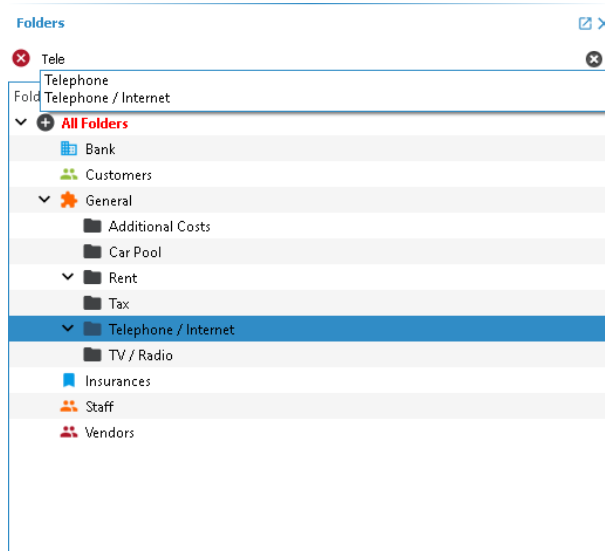 Folders
Tele
Telephone
Telephone / Internet
Fold
All Folders
Bank
Customers
General
Additional Costs
Car Pool
Rent
Tax
Telephone / Internet
TV / Radio
Insurances
Staff
Vendors